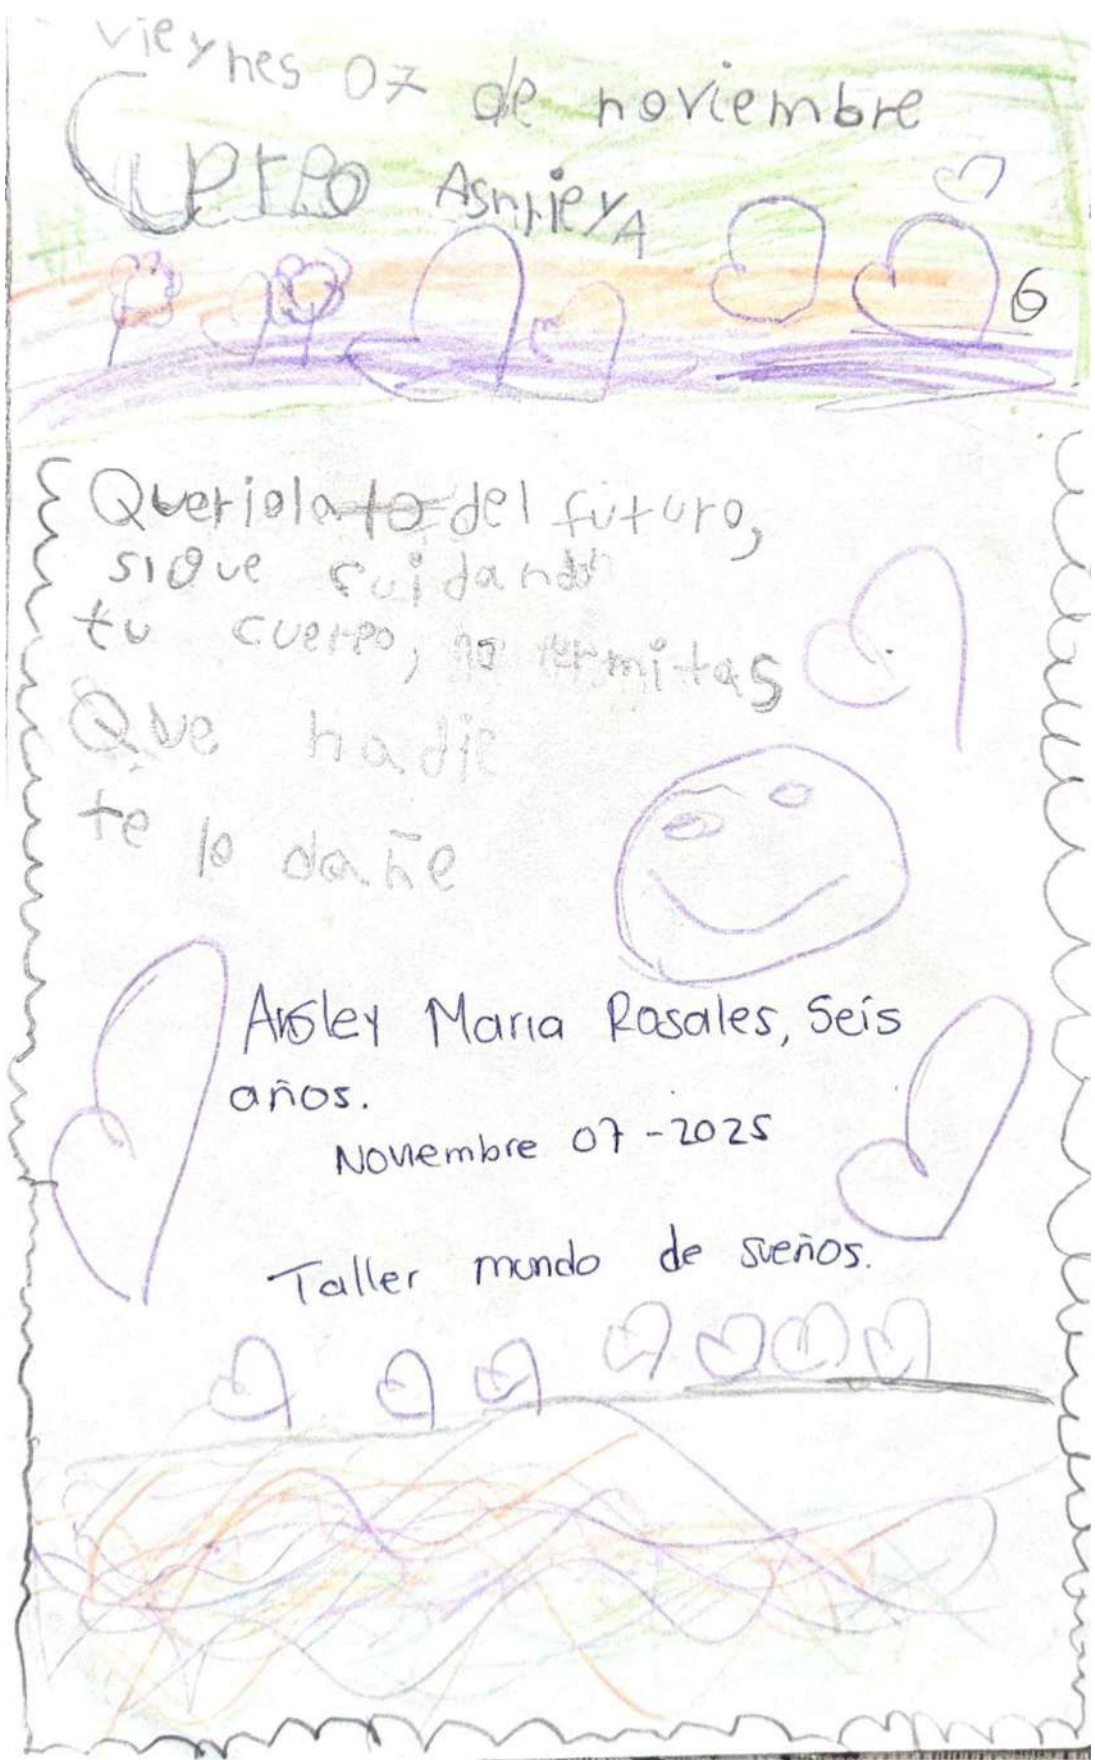 vieynes 07 de noviembre
6
Queriola to del futuro,
sigue cuidando
tu cuerpo, no permitas
Que nadie
te lo dañe
Arsley Maria Rosales, Seis
años.
Noviembre 07-2025
Taller mundo de sueños.